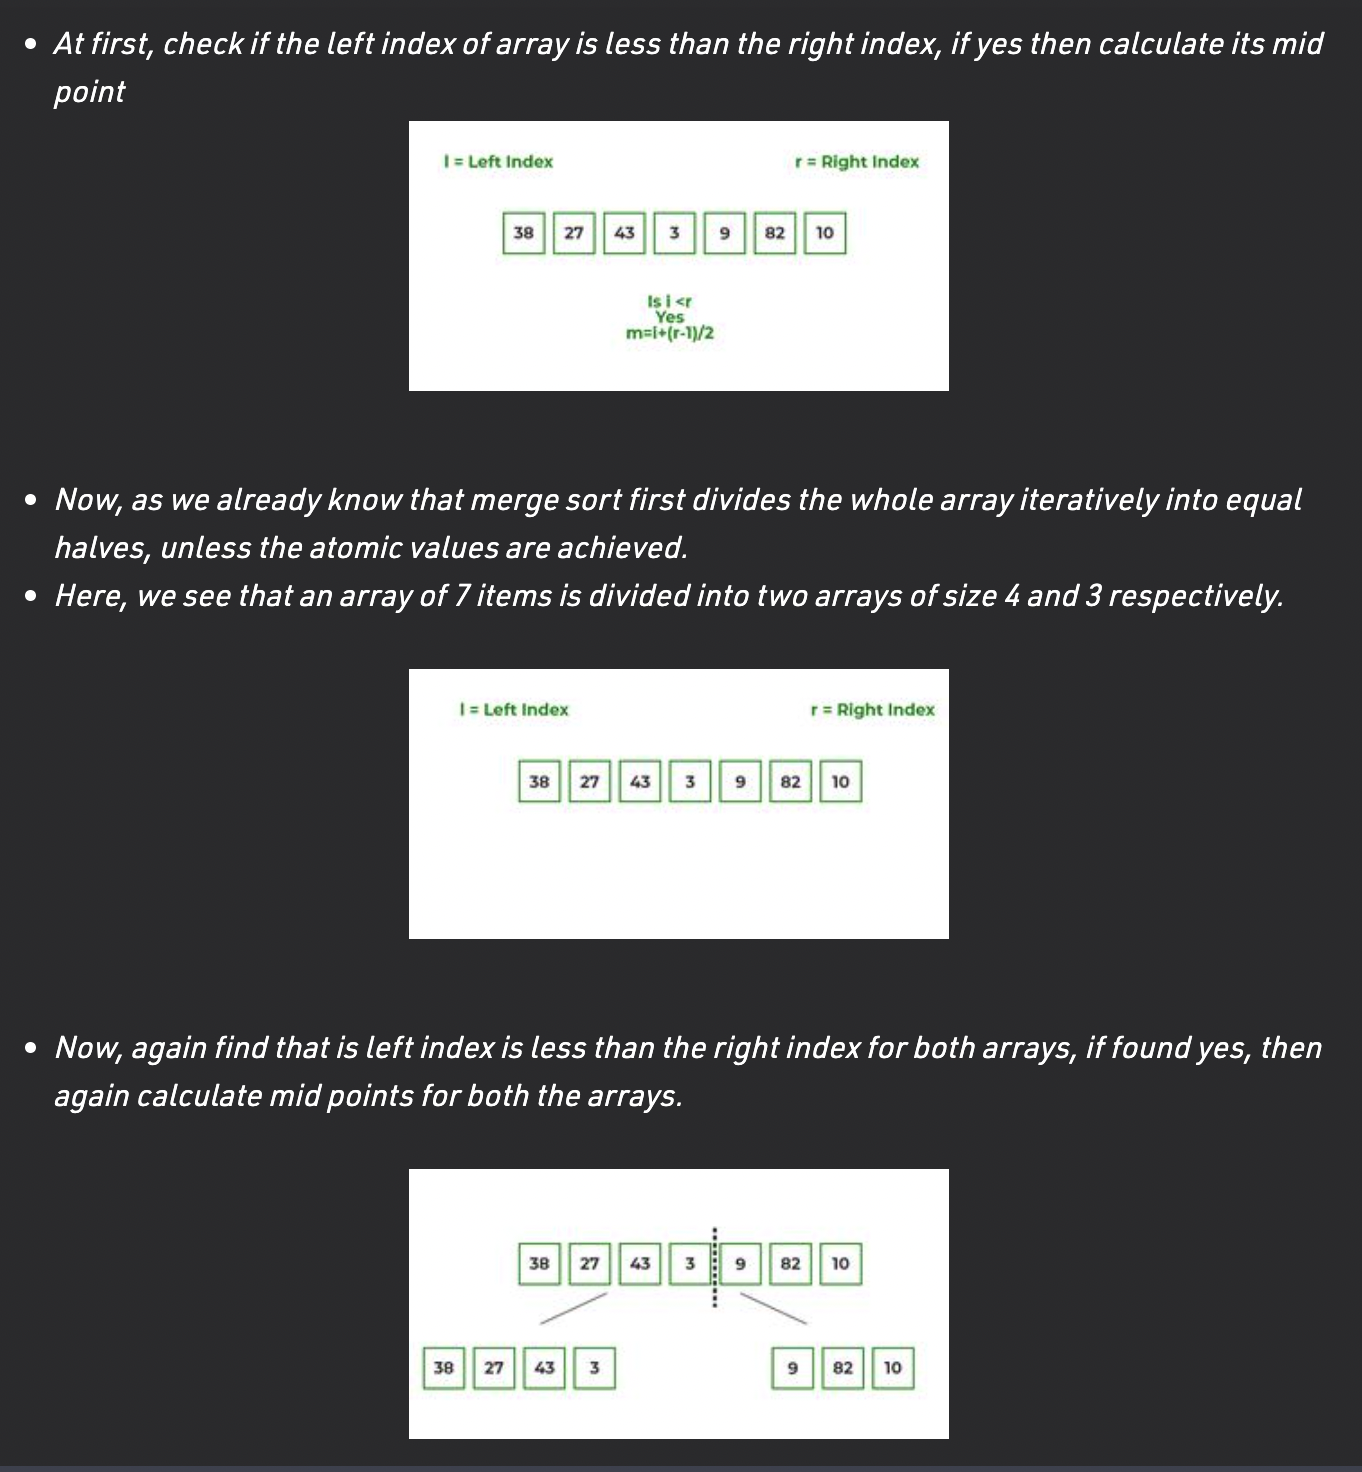 At first, check if the left index of array is less than the right index, if yes then calculate its mid
point
l = Left Index r = Right Index
38 27 43 3 9 82 10
Is i <r
Yes
m=i+(r-1)/2
Now, as we already know that merge sort first divides the whole array iteratively into equal
halves, unless the atomic values are achieved.
Here, we see that an array of 7 items is divided into two arrays of size 4 and 3 respectively.
l = Left Index r = Right Index
38 27 43 3 9 82 10
Now, again find that is left index is less than the right index for both arrays, if found yes, then
again calculate mid points for both the arrays.
38 27 43 3 9 82 10
38 27 43 3 9 82 10